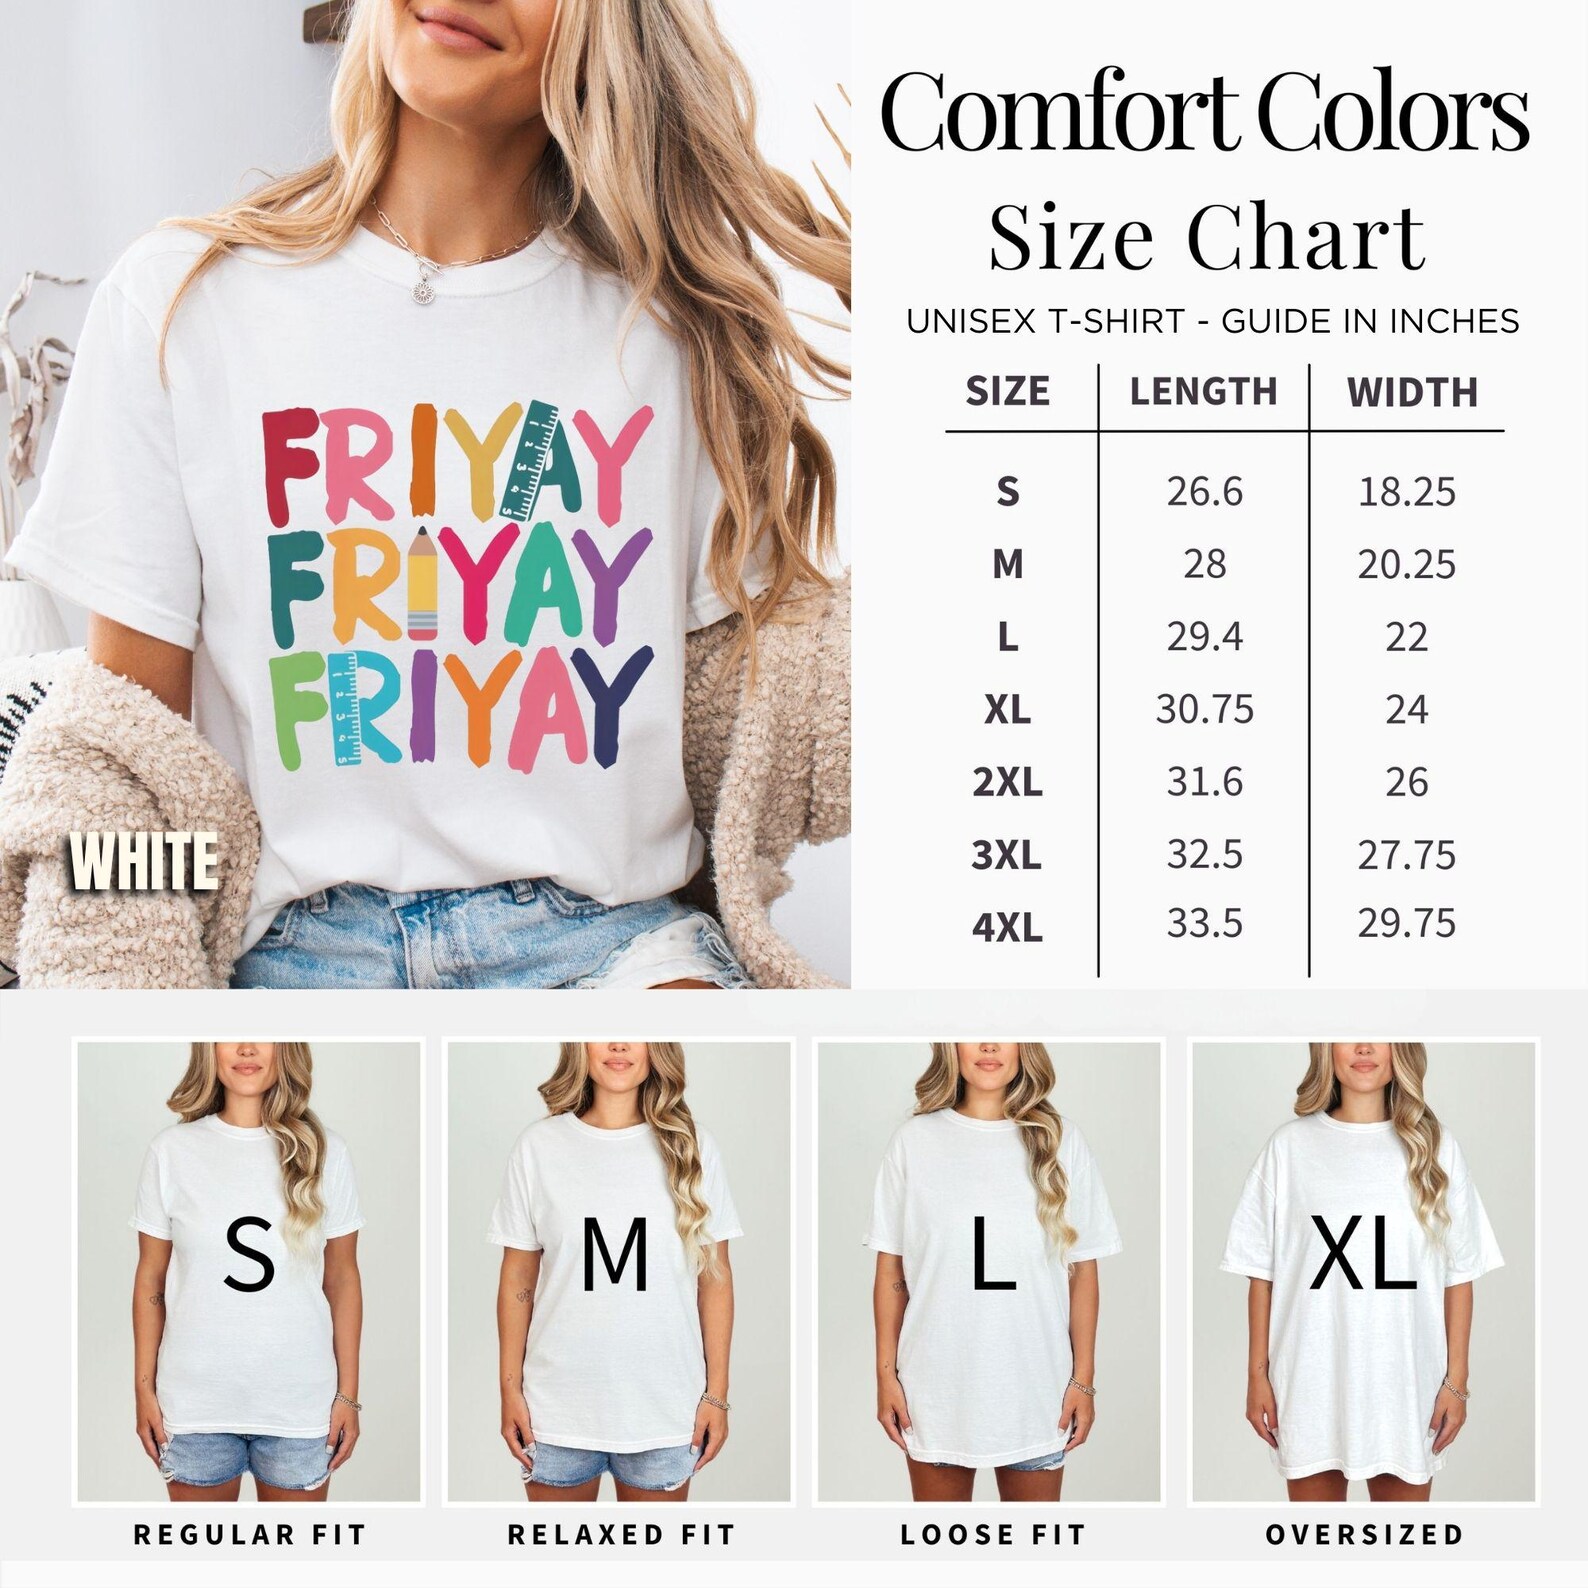 FRIYAY
FRIYAY
FRIYAY
WHITE
Comfort Colors
Size Chart
UNISEX T-SHIRT - GUIDE IN INCHES
SIZE LENGTH WIDTH
S 26.6 18.25
M 28 20.25
L 29.4 22
XL 30.75 24
2XL 31.6 26
3XL 32.5 27.75
4XL 33.5 29.75
S M L XL
REGULAR FIT RELAXED FIT LOOSE FIT OVERSIZED